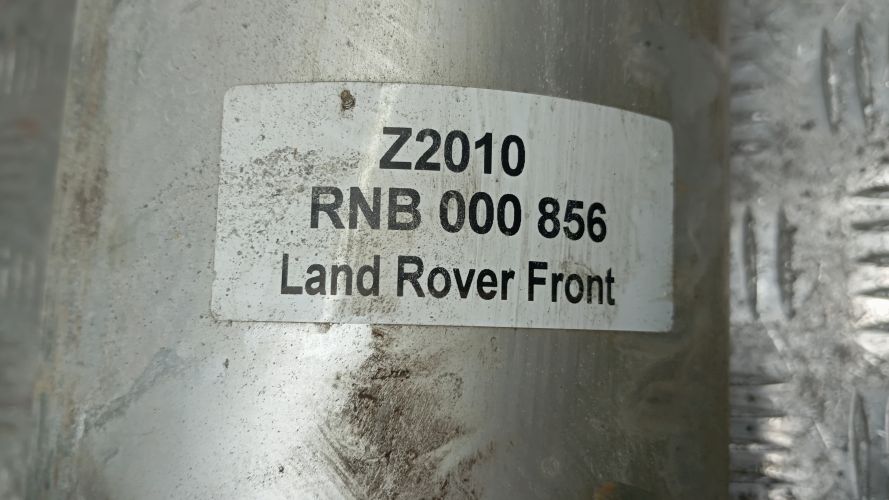 Z2010
RNB 000 856
Land Rover Front